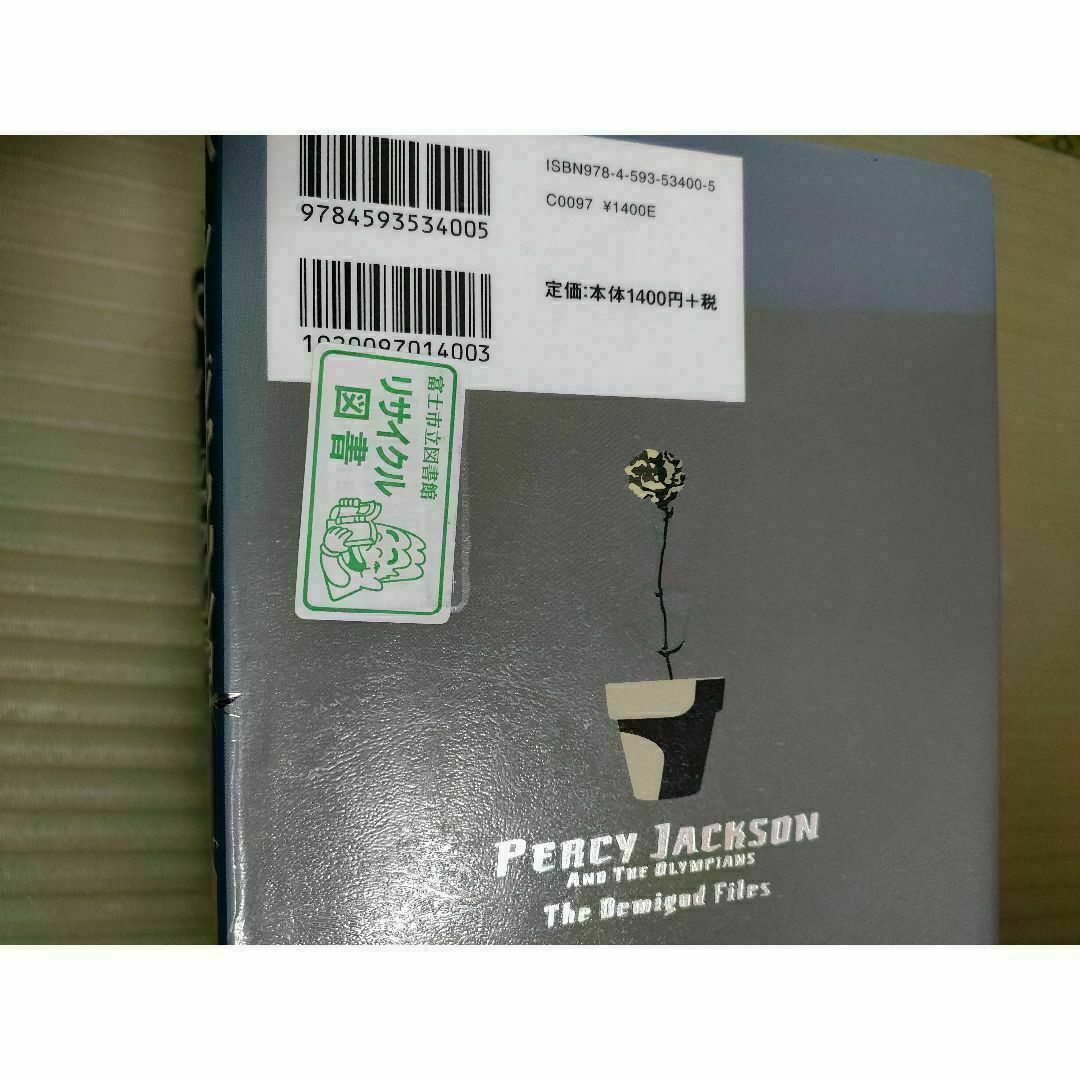 9784593534005
ISBN978-4-593-53400-5
C0097 ¥1400E
定価:本体1400円+税
1920097014003
富士市立図書館
リサイクル
図書
PERCY JACKSON
AND THE OLYMPIANS
The Demigod Files